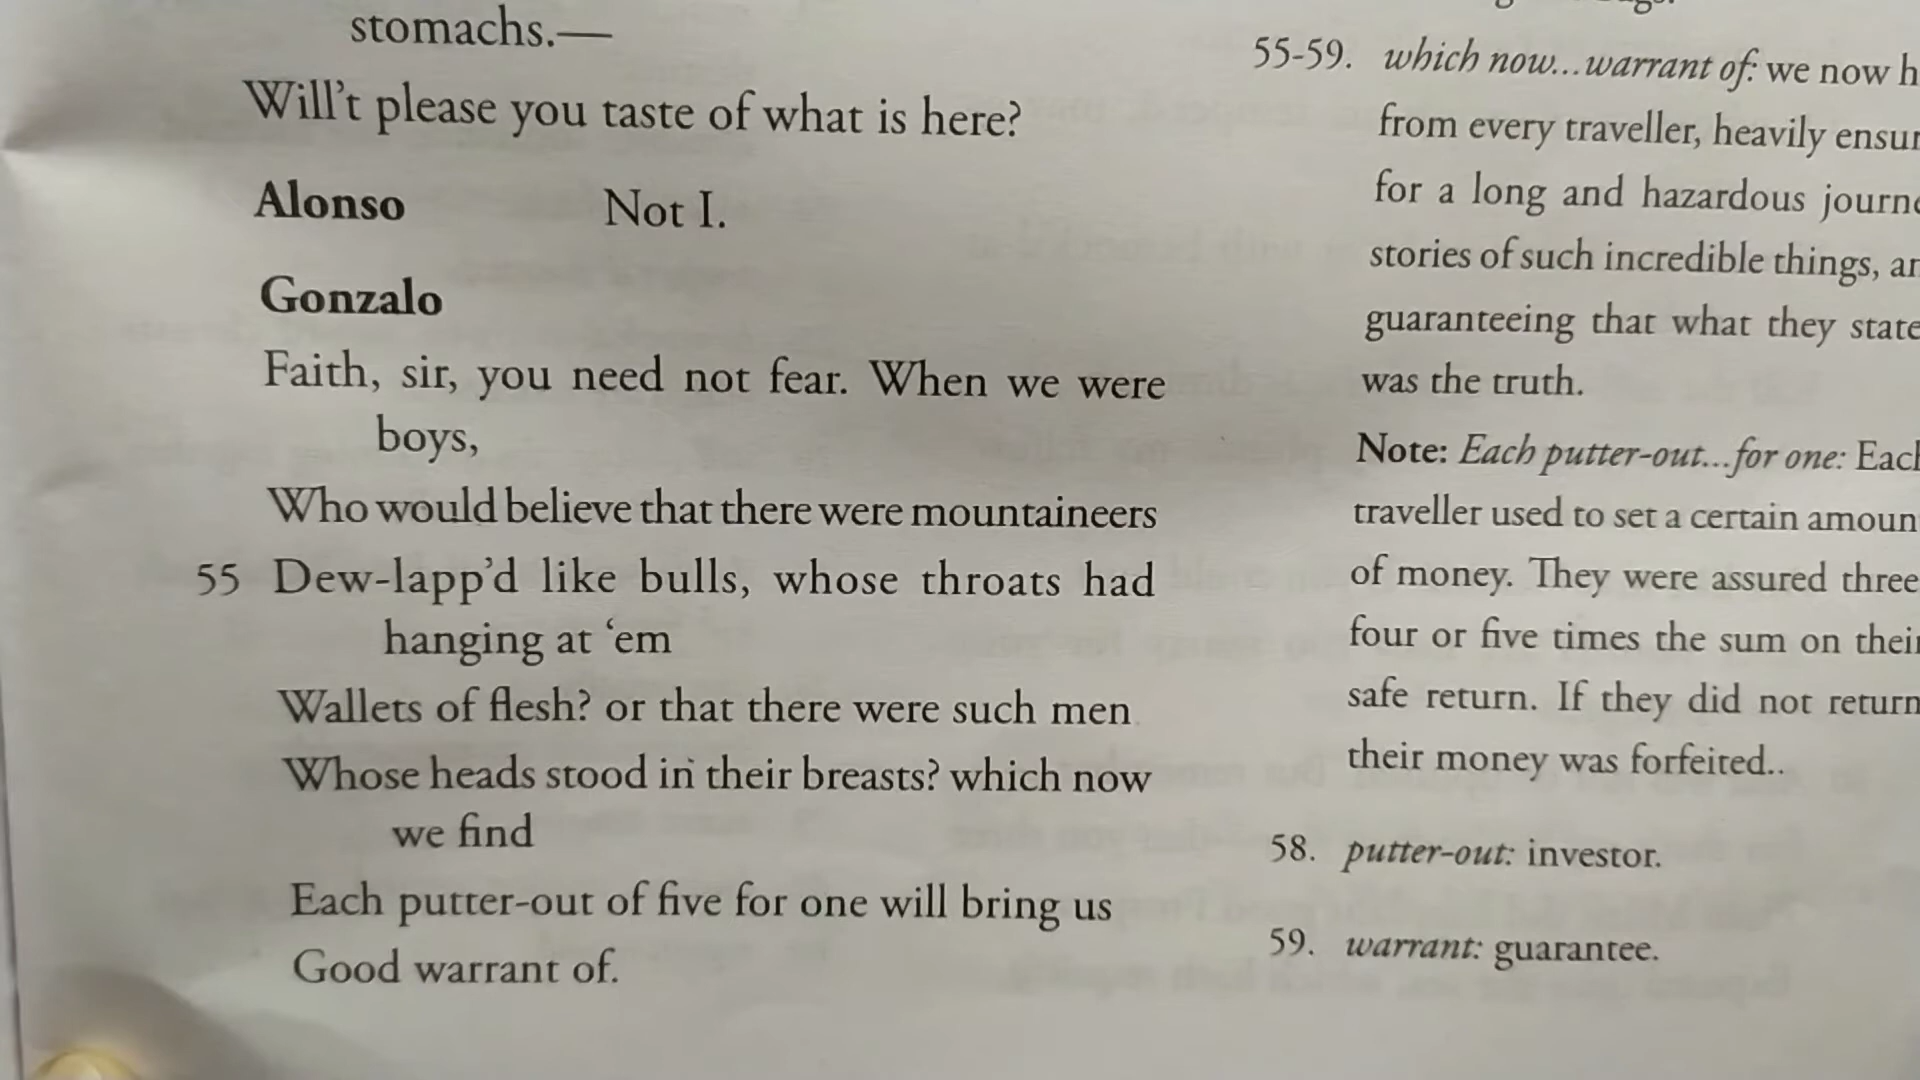 stomachs.—
Will't please you taste of what is here?
Alonso Not I.
Gonzalo
Faith, sir, you need not fear. When we were
boys,
Who would believe that there were mountaineers
55 Dew-lapp'd like bulls, whose throats had
hanging at ‘em
Wallets of flesh? or that there were such men
Whose heads stood in their breasts? which now
we find
Each putter-out of five for one will bring us
Good warrant of.
55-59. which now...warrant of: we now
from every traveller, heavily
for a long and hazardous
stories of such incredible things,
guaranteeing that what they state
was the truth.
Note: Each putter-out...for one: Each
traveller used to set a certain amount
of money. They were assured three
four or five times the sum on their
safe return. If they did not return
their money was forfeited..
58. putter-out: investor.
59. warrant: guarantee.